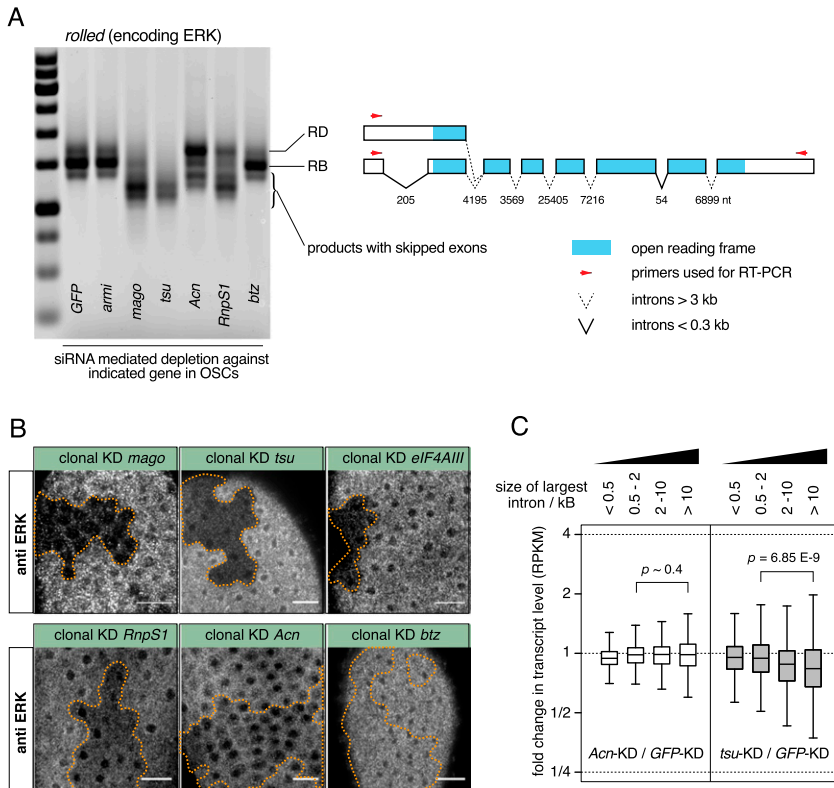 A
rolled (encoding ERK)
RD
RB
products with skipped exons
GFP
armi
mago
tsu
Acn
RnpS1
btz
siRNA mediated depletion against
indicated gene in OSCs
205
4195
3569
25405
7216
54
6899 nt
open reading frame
primers used for RT-PCR
introns > 3 kb
introns < 0.3 kb
B
clonal KD mago
clonal KD tsu
clonal KD eIF4AIII
anti ERK
clonal KD RnpS1
clonal KD Acn
clonal KD btz
anti ERK
C
size of largest
intron / kB
< 0.5
0.5 - 2
2 -10
> 10
< 0.5
0.5 - 2
2 -10
> 10
fold change in transcript level (RPKM)
4
2
1
1/2
1/4
p ~ 0.4
p = 6.85 E-9
Acn-KD / GFP-KD
tsu-KD / GFP-KD